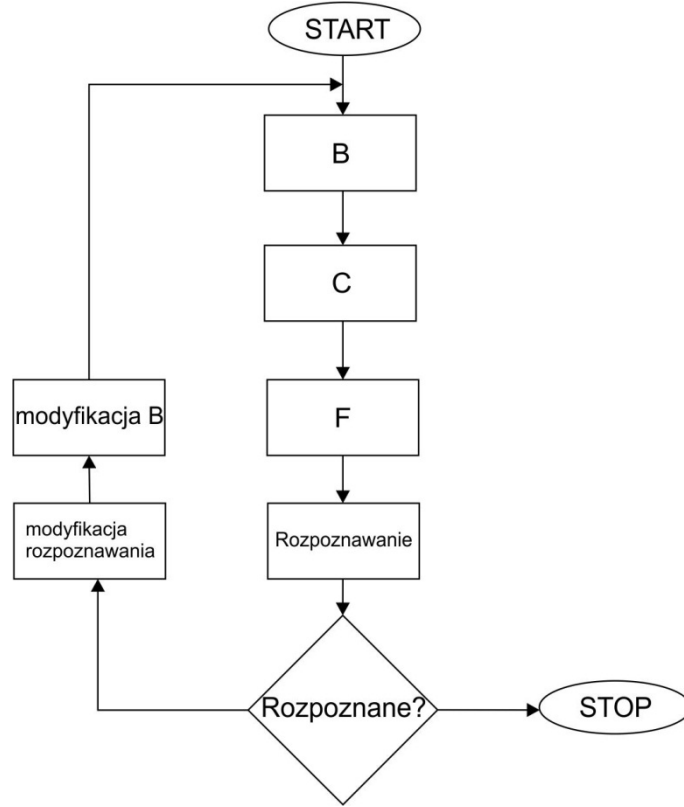 START
B
C
modyfikacja B
F
modyfikacja
rozpoznawania
Rozpoznawanie
Rozpoznane?
STOP